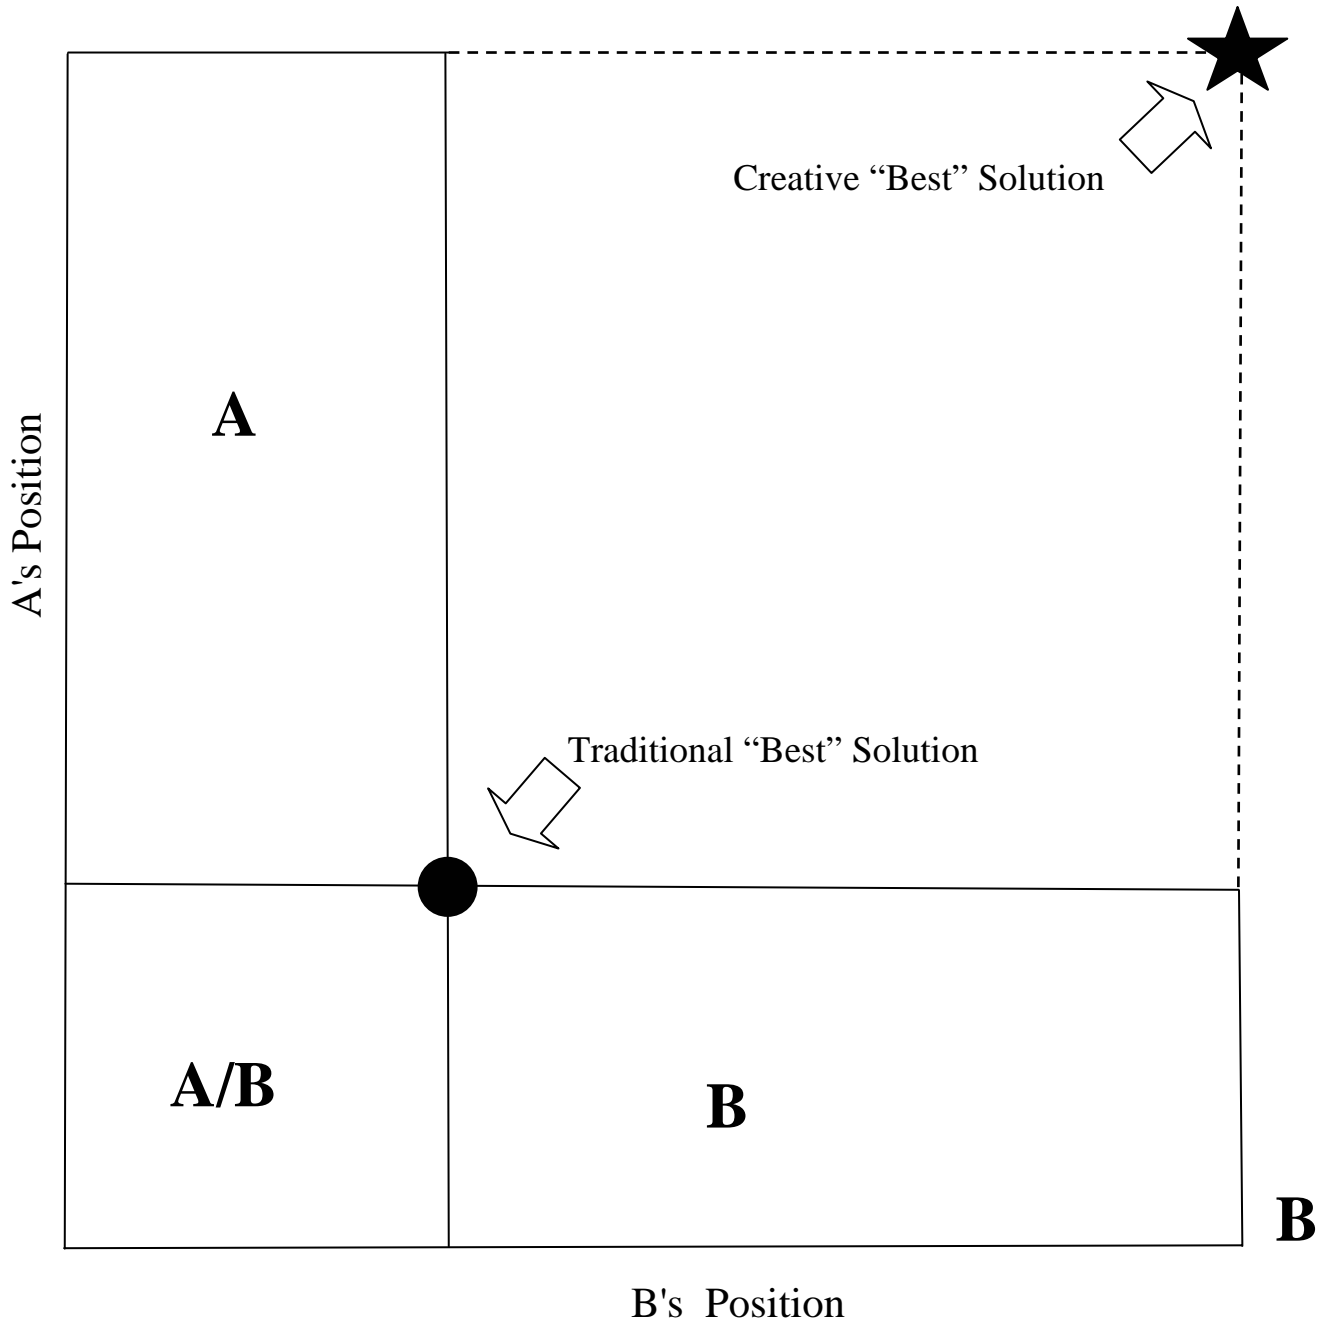 Creative “Best” Solution
A
A's Position
Traditional “Best” Solution
A/B
B
B
B's  Position